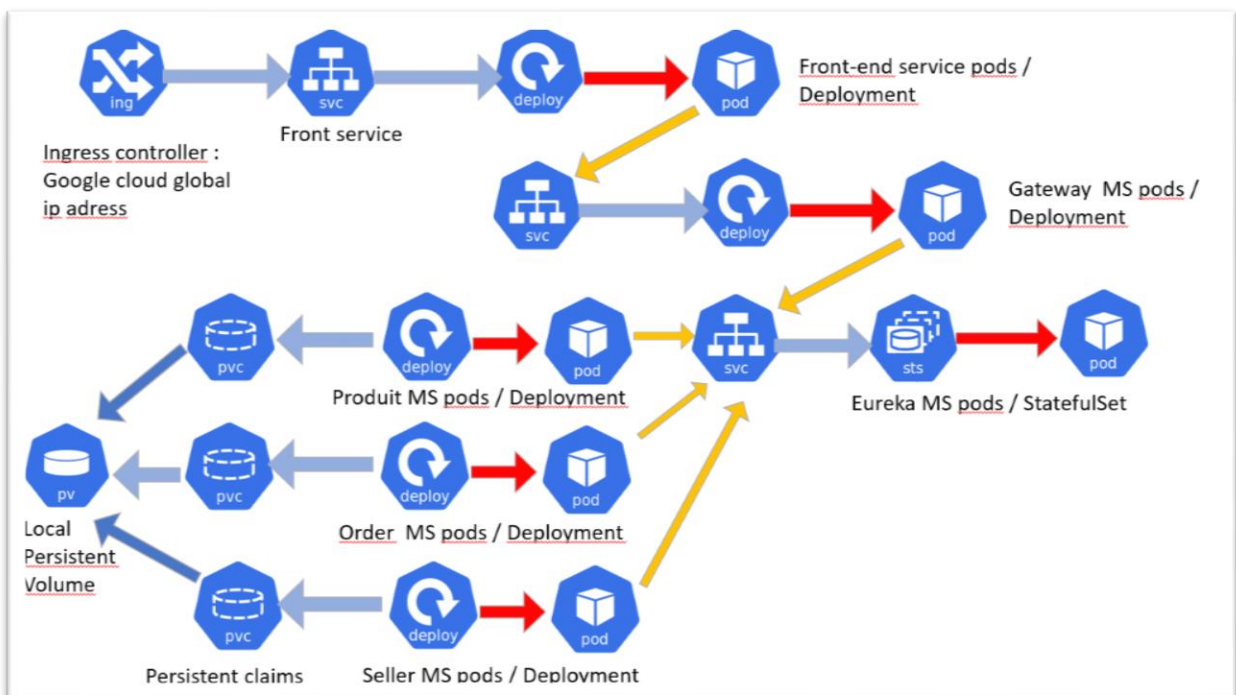 ing
svc
deploy
pod
Front-end service pods /
Deployment
Front service
Ingress controller :
Google cloud global
ip adress
svc
deploy
pod
Gateway  MS pods /
Deployment
pvc
deploy
pod
svc
sts
pod
Produit MS pods / Deployment
Eureka MS pods / StatefulSet
pv
pvc
deploy
pod
Local
Persistent
Volume
Order  MS pods / Deployment
pvc
deploy
pod
Persistent claims
Seller MS pods / Deployment